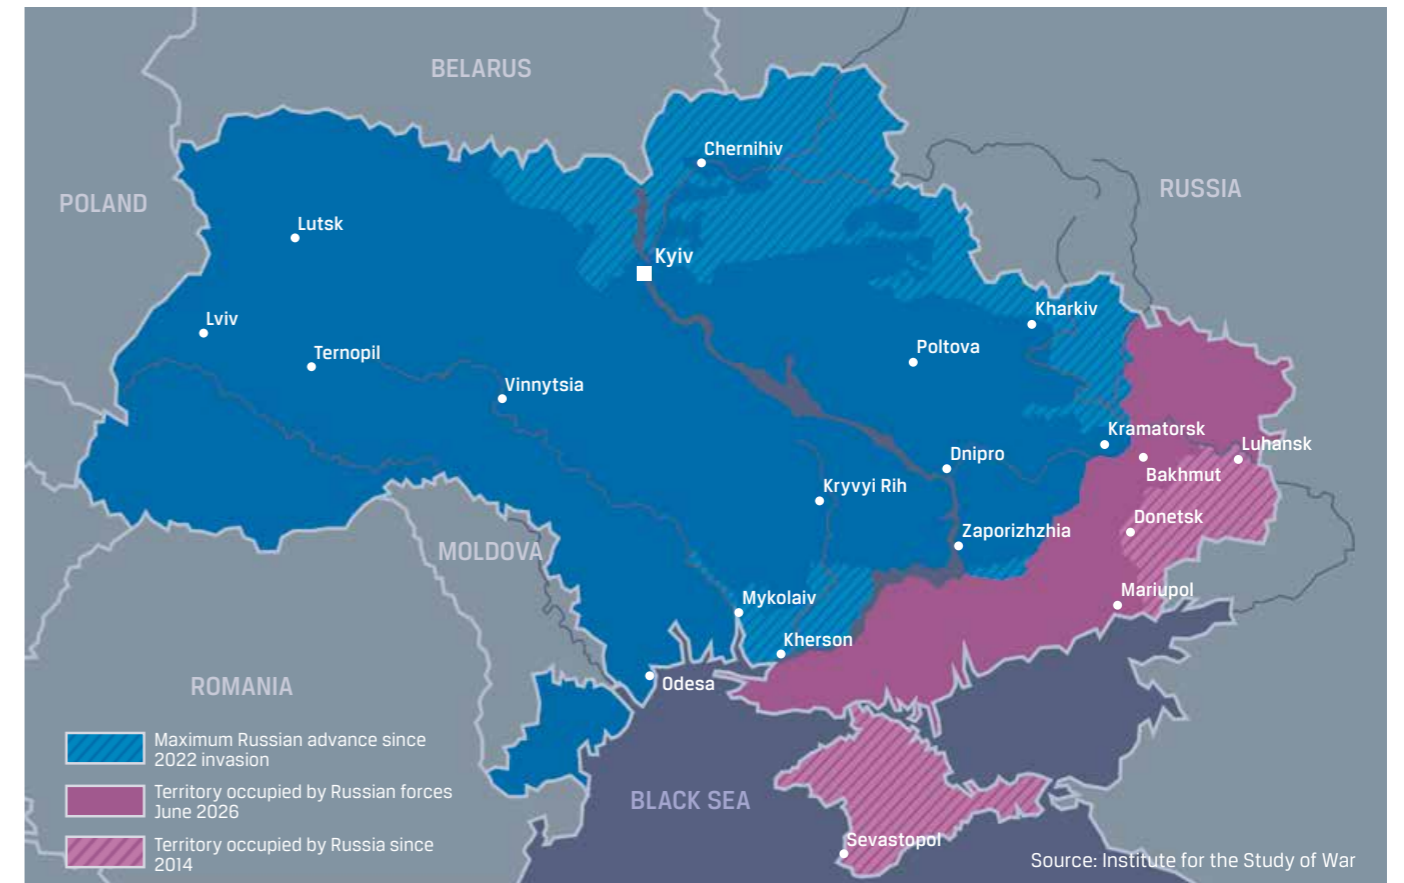 BELARUS
Chernihiv
RUSSIA
POLAND
Lutsk
Kyiv
Kharkiv
Lviv
Poltova
Ternopil
Vinnytsia
Kramatorsk
Luhansk
Dnipro
Bakhmut
Kryvyi Rih
Donetsk
Zaporizhzhia
MOLDOVA
Mariupol
Mykolaiv
Kherson
ROMANIA
Odesa
Maximum Russian advance since
2022 invasion
Territory occupied by Russian forces
June 2026
Territory occupied by Russia since
2014
BLACK SEA
Sevastopol
Source: Institute for the Study of War